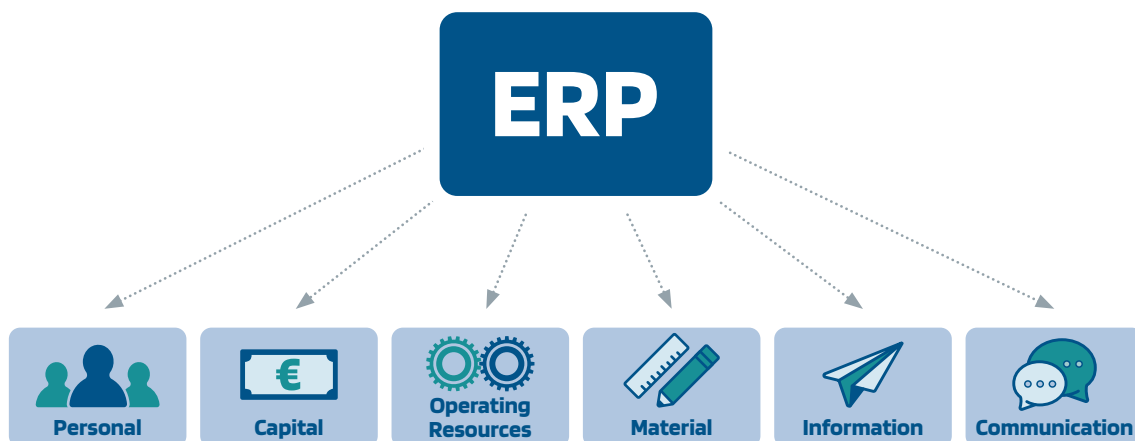 ERP
€
Personal
Capital
Operating
Resources
Material
Information
Communication